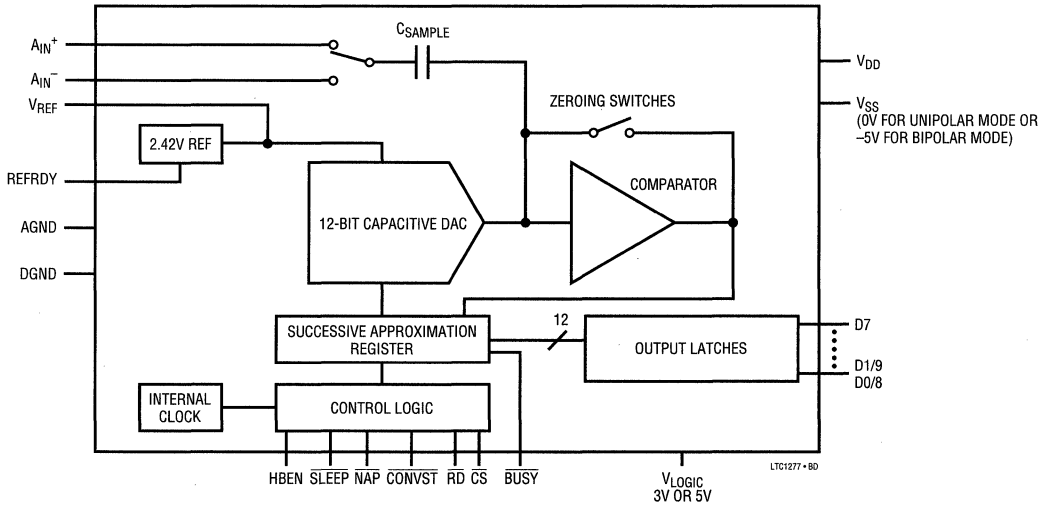 AIN+
CSAMPLE
AIN−
VREF
2.42V REF
REFRDY
AGND
DGND
ZEROING SWITCHES
VDD
VSS
(0V FOR UNIPOLAR MODE OR
–5V FOR BIPOLAR MODE)
12-BIT CAPACITIVE DAC
COMPARATOR
SUCCESSIVE APPROXIMATION
REGISTER
12
OUTPUT LATCHES
D7
D1/9
D0/8
INTERNAL
CLOCK
CONTROL LOGIC
HBEN SLEEP NAP CONVST RD CS BUSY
VLOGIC
3V OR 5V
LTC1277 • BD